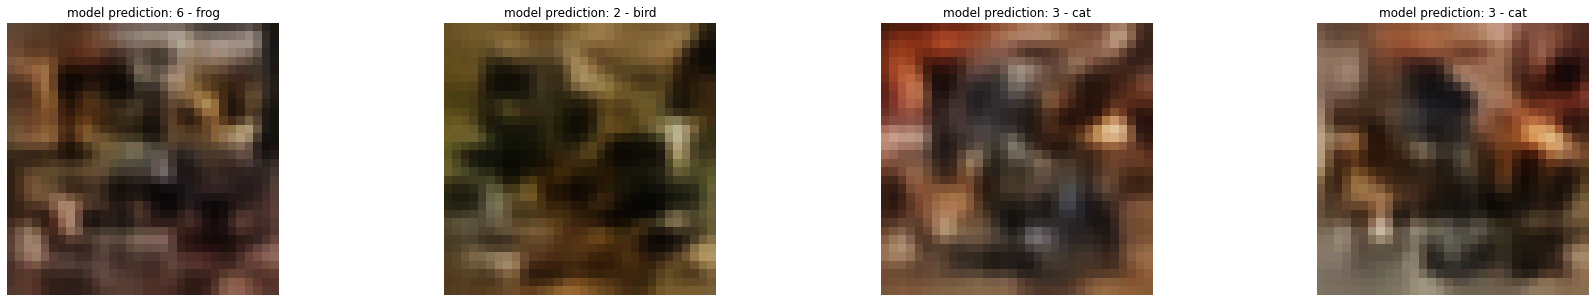 model prediction: 6 - frog
model prediction: 2 - bird
model prediction: 3 - cat
model prediction: 3 - cat